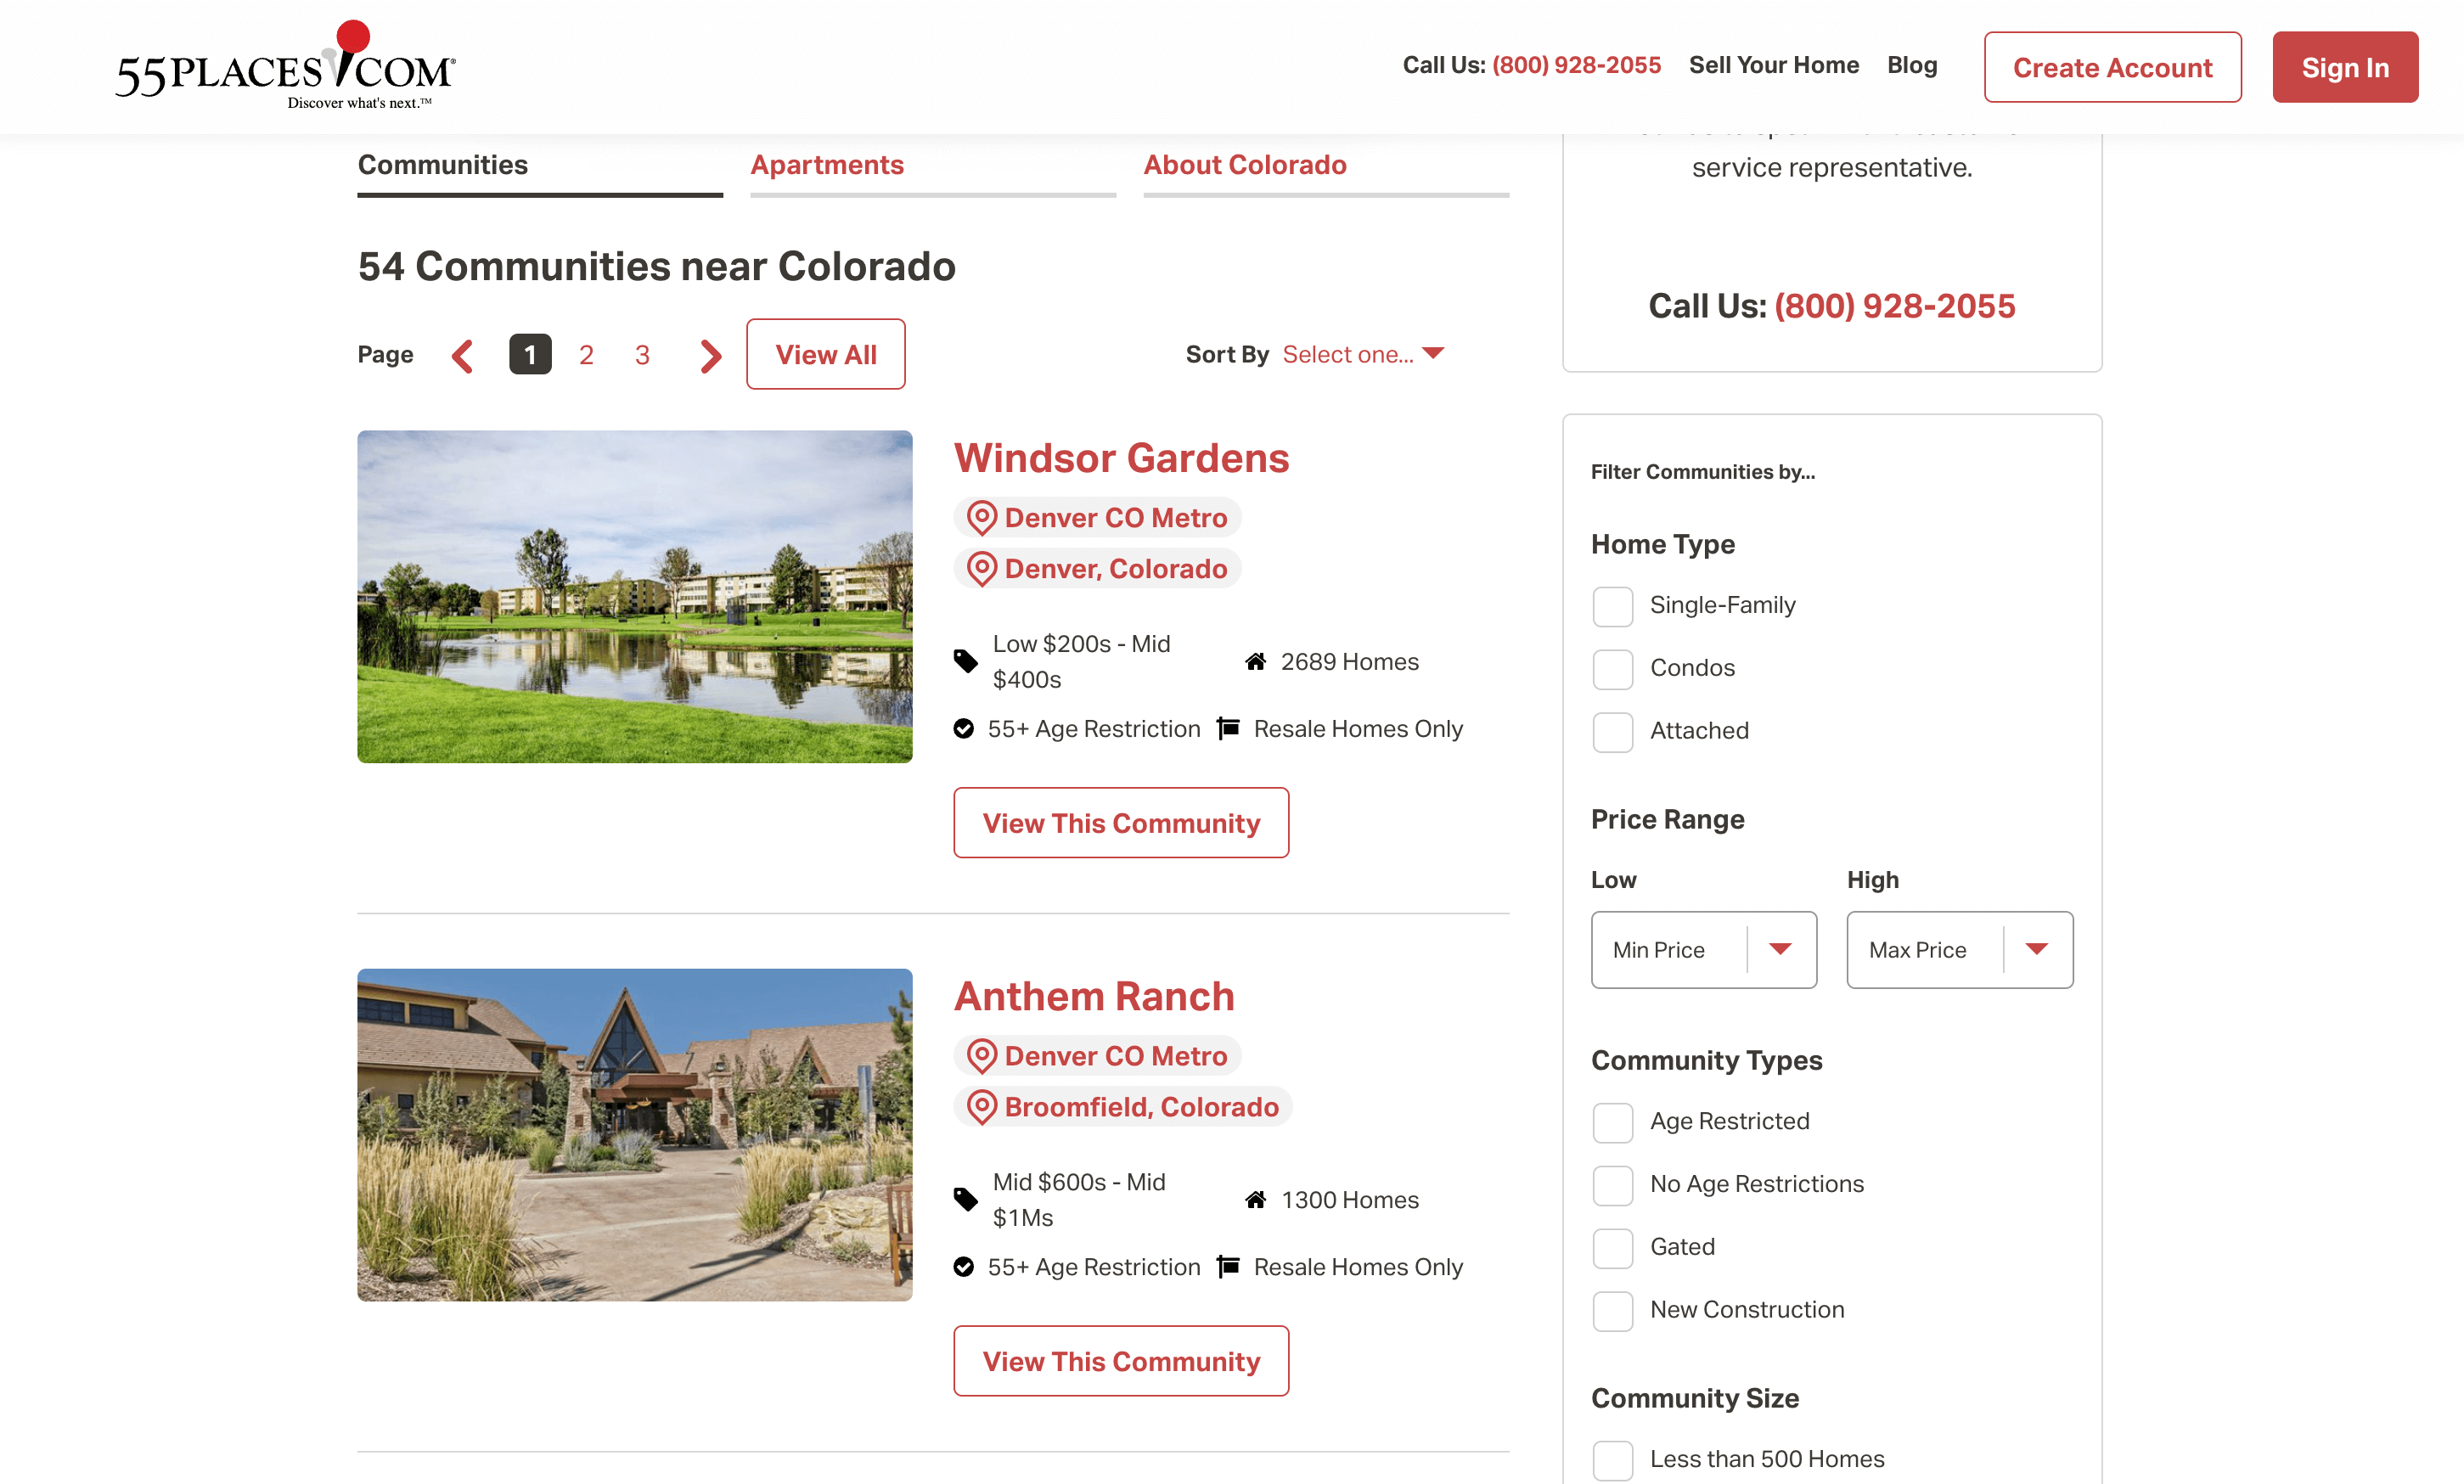 55PLACES.COM®
Discover what's next.™
Call Us: (800) 928-2055
Sell Your Home
Blog
Create Account
Sign In
Communities
Apartments
About Colorado
54 Communities near Colorado
Page
1
2
3
View All
Sort By
Select one...
Windsor Gardens
Denver CO Metro
Denver, Colorado
Low $200s - Mid
$400s
2689 Homes
55+ Age Restriction
Resale Homes Only
View This Community
Anthem Ranch
Denver CO Metro
Broomfield, Colorado
Mid $600s - Mid
$1Ms
1300 Homes
55+ Age Restriction
Resale Homes Only
View This Community
service representative.
Call Us: (800) 928-2055
Filter Communities by...
Home Type
Single-Family
Condos
Attached
Price Range
Low
High
Min Price
Max Price
Community Types
Age Restricted
No Age Restrictions
Gated
New Construction
Community Size
Less than 500 Homes